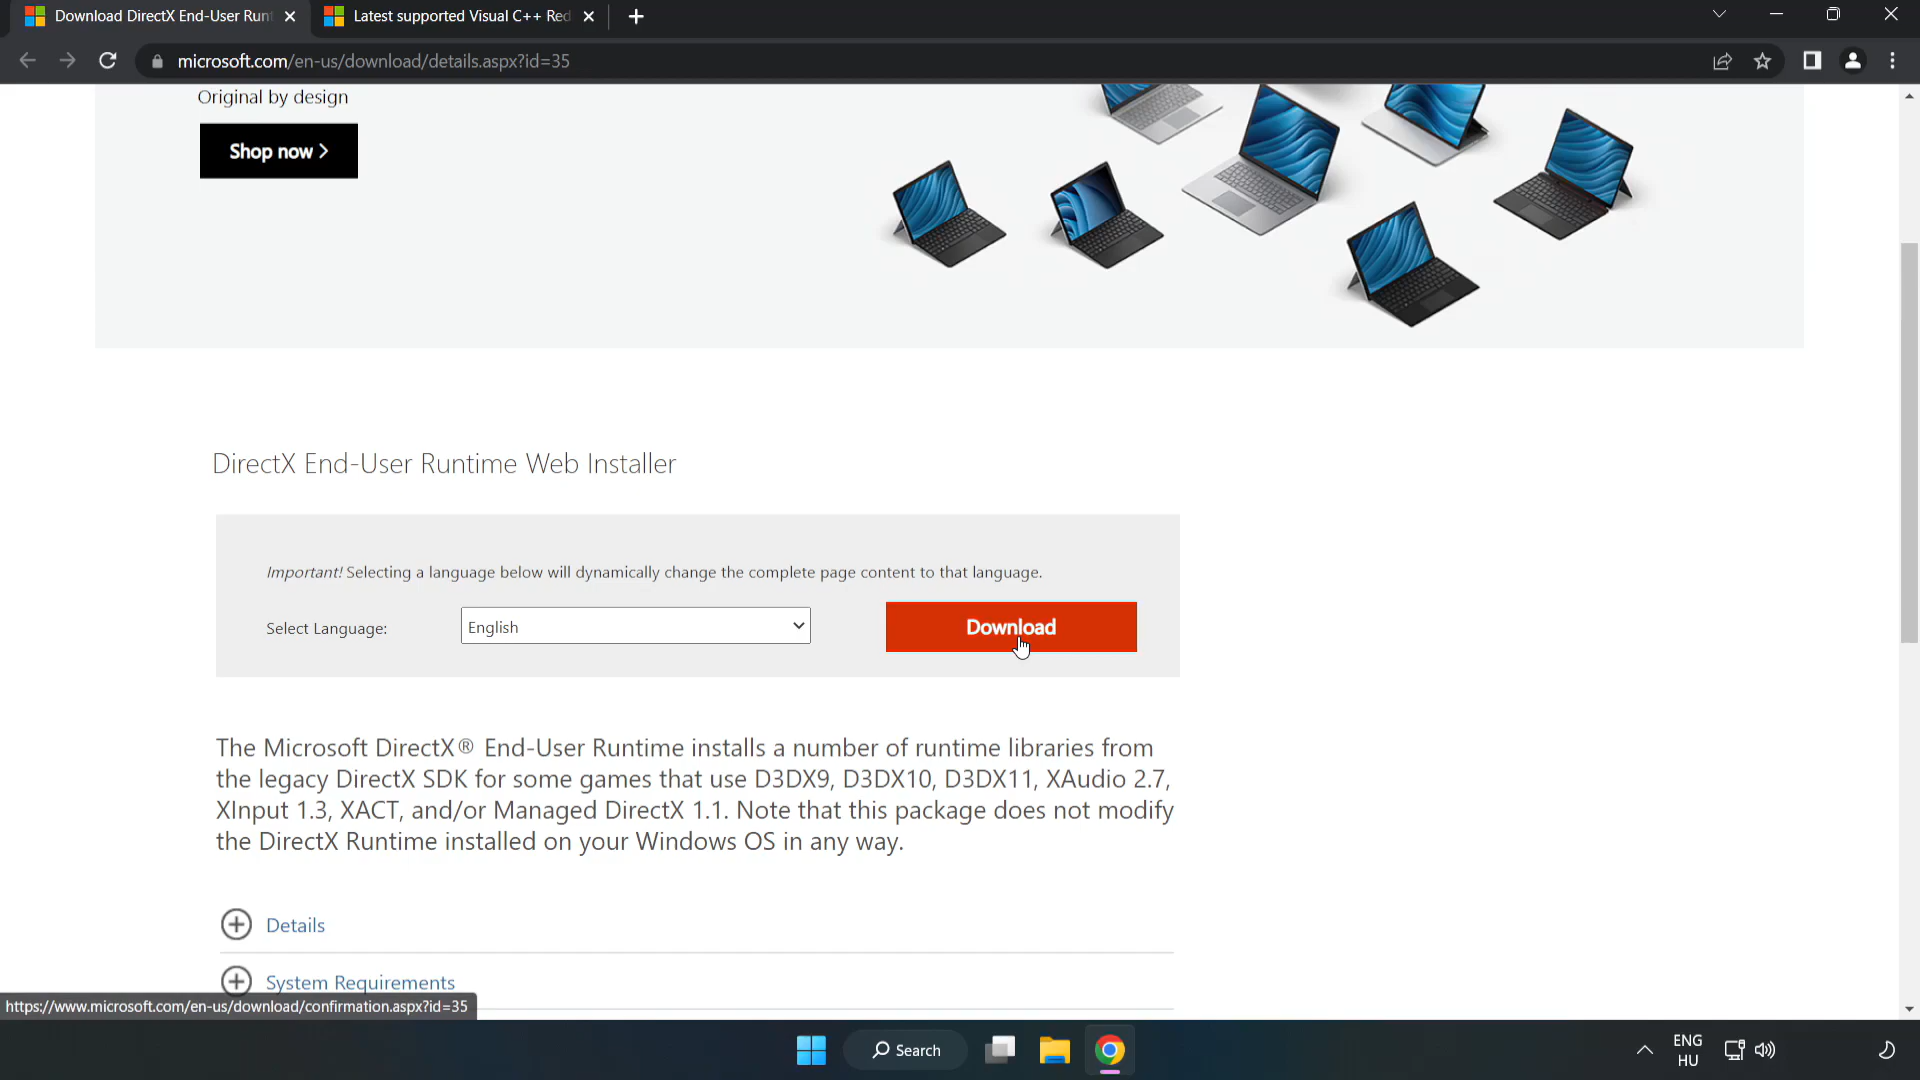 Download DirectX End-User Runt
Latest supported Visual C++ Red
microsoft.com/en-us/download/details.aspx?id=35
Original by design
Shop now >
DirectX End-User Runtime Web Installer
Important! Selecting a language below will dynamically change the complete page content to that language.
Select Language:
English
Download
The Microsoft DirectX® End-User Runtime installs a number of runtime libraries from
the legacy DirectX SDK for some games that use D3DX9, D3DX10, D3DX11, XAudio 2.7,
XInput 1.3, XACT, and/or Managed DirectX 1.1. Note that this package does not modify
the DirectX Runtime installed on your Windows OS in any way.
Details
System Requirements
https://www.microsoft.com/en-us/download/confirmation.aspx?id=35
Search
ENG
HU